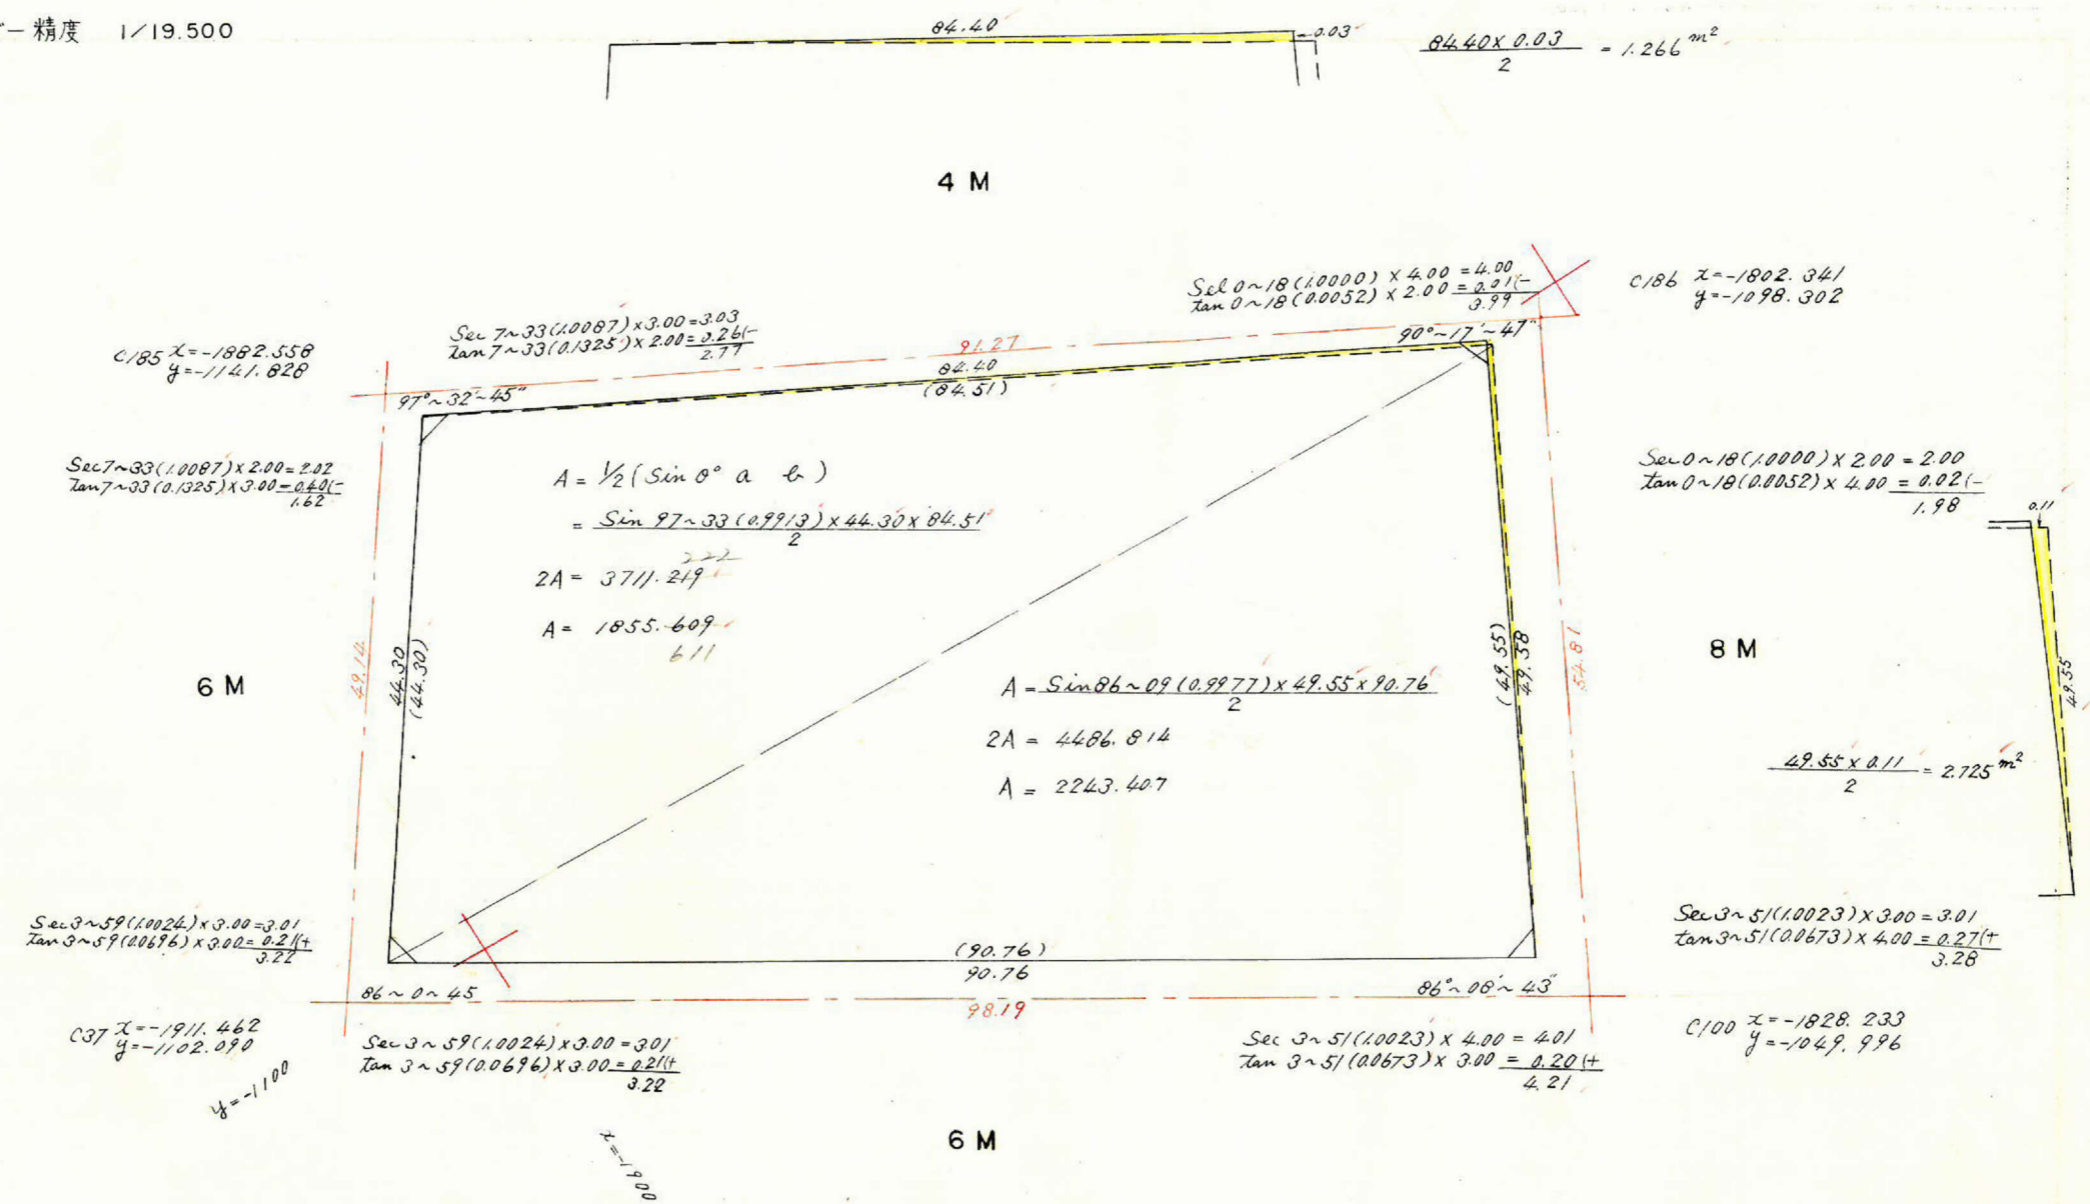 ー精度 1/19.500
84.40
0.03
84.40 x 0.03 / 2 = 1.266 m²
4 M
Sel 0~18 (1.0000) x 4.00 = 4.00
tan 0~18 (0.0052) x 2.00 = 0.01(-
3.99
C186 x=-1802.341
y=-1098.302
Sec 7~33 (1.0087) x 3.00 = 3.03
tan 7~33 (0.1325) x 2.00 = 0.26(-
2.77
C185 x=-1882.558
y=-1141.828
91.27
84.40
(84.51)
90°~17'~47"
97°~32'~45"
Sec 7~33 (1.0087) x 2.00 = 2.02
tan 7~33 (0.1325) x 3.00 = 0.40(-
1.62
A = 1/2 (Sin θ° a b)
= Sin 97~33 (0.9913) x 44.30 x 84.51 / 2
222
2A = 3711.219
A = 1855.609
611
Sec 0~18 (1.0000) x 2.00 = 2.00
tan 0~18 (0.0052) x 4.00 = 0.02(-
1.98
0.11
49.55
49.55 x 0.11 / 2 = 2.725 m²
6 M
49.14
44.30
(44.30)
A = Sin 86~09 (0.9977) x 49.55 x 90.76 / 2
2A = 4486.814
A = 2243.407
(49.55)
49.58
54.81
8 M
Sec 3~59 (1.0024) x 3.00 = 3.01
tan 3~59 (0.0696) x 3.00 = 0.21(+
3.22
(90.76)
90.76
98.19
86~0~45
86°~08'~43"
Sec 3~51 (1.0023) x 3.00 = 3.01
tan 3~51 (0.0673) x 4.00 = 0.27(+
3.28
C37 x=-1911.462
y=-1102.090
Sec 3~59 (1.0024) x 3.00 = 3.01
tan 3~59 (0.0696) x 3.00 = 0.21(+
3.22
Sec 3~51 (1.0023) x 4.00 = 4.01
tan 3~51 (0.0673) x 3.00 = 0.20(+
4.21
C100 x=-1828.233
y=-1049.996
y=-1100
x=-1900
6 M